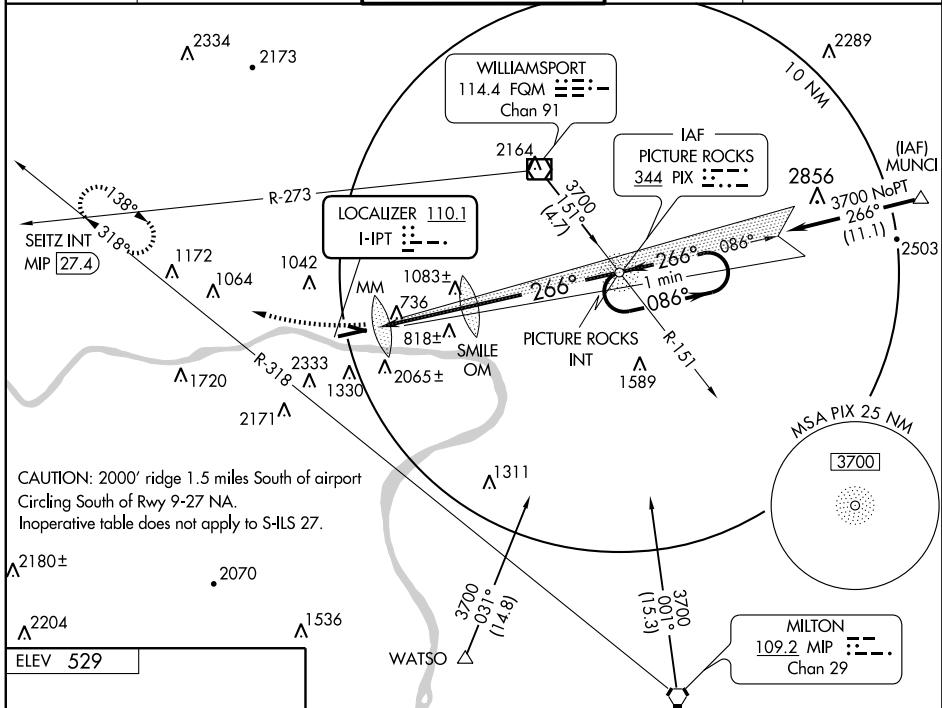 2334
2173
2289
10 NM
WILLIAMSPORT
114.4 FQM
Chan 91
IAF
PICTURE ROCKS
344 PIX
(IAF)
MUNCI
2164
3700
151°
(4.7)
2856
3700 NoPT
266°
(11.1)
2503
R-273
138°
318°
SEITZ INT
MIP 27.4
LOCALIZER 110.1
I-IPT
1172
1064
1042
1083±
MM
736
818±
SMILE
OM
266°
266°
086°
1 min
086°
PICTURE ROCKS
INT
R-151
1589
1720
R-318
2333
1330
2065±
2171
MSA PIX 25 NM
3700
CAUTION: 2000' ridge 1.5 miles South of airport
Circling South of Rwy 9-27 NA.
Inoperative table does not apply to S-ILS 27.
1311
2180±
2070
2204
1536
3700
031°
(14.8)
WATSO
3700
001°
(15.3)
MILTON
109.2 MIP
Chan 29
ELEV 529